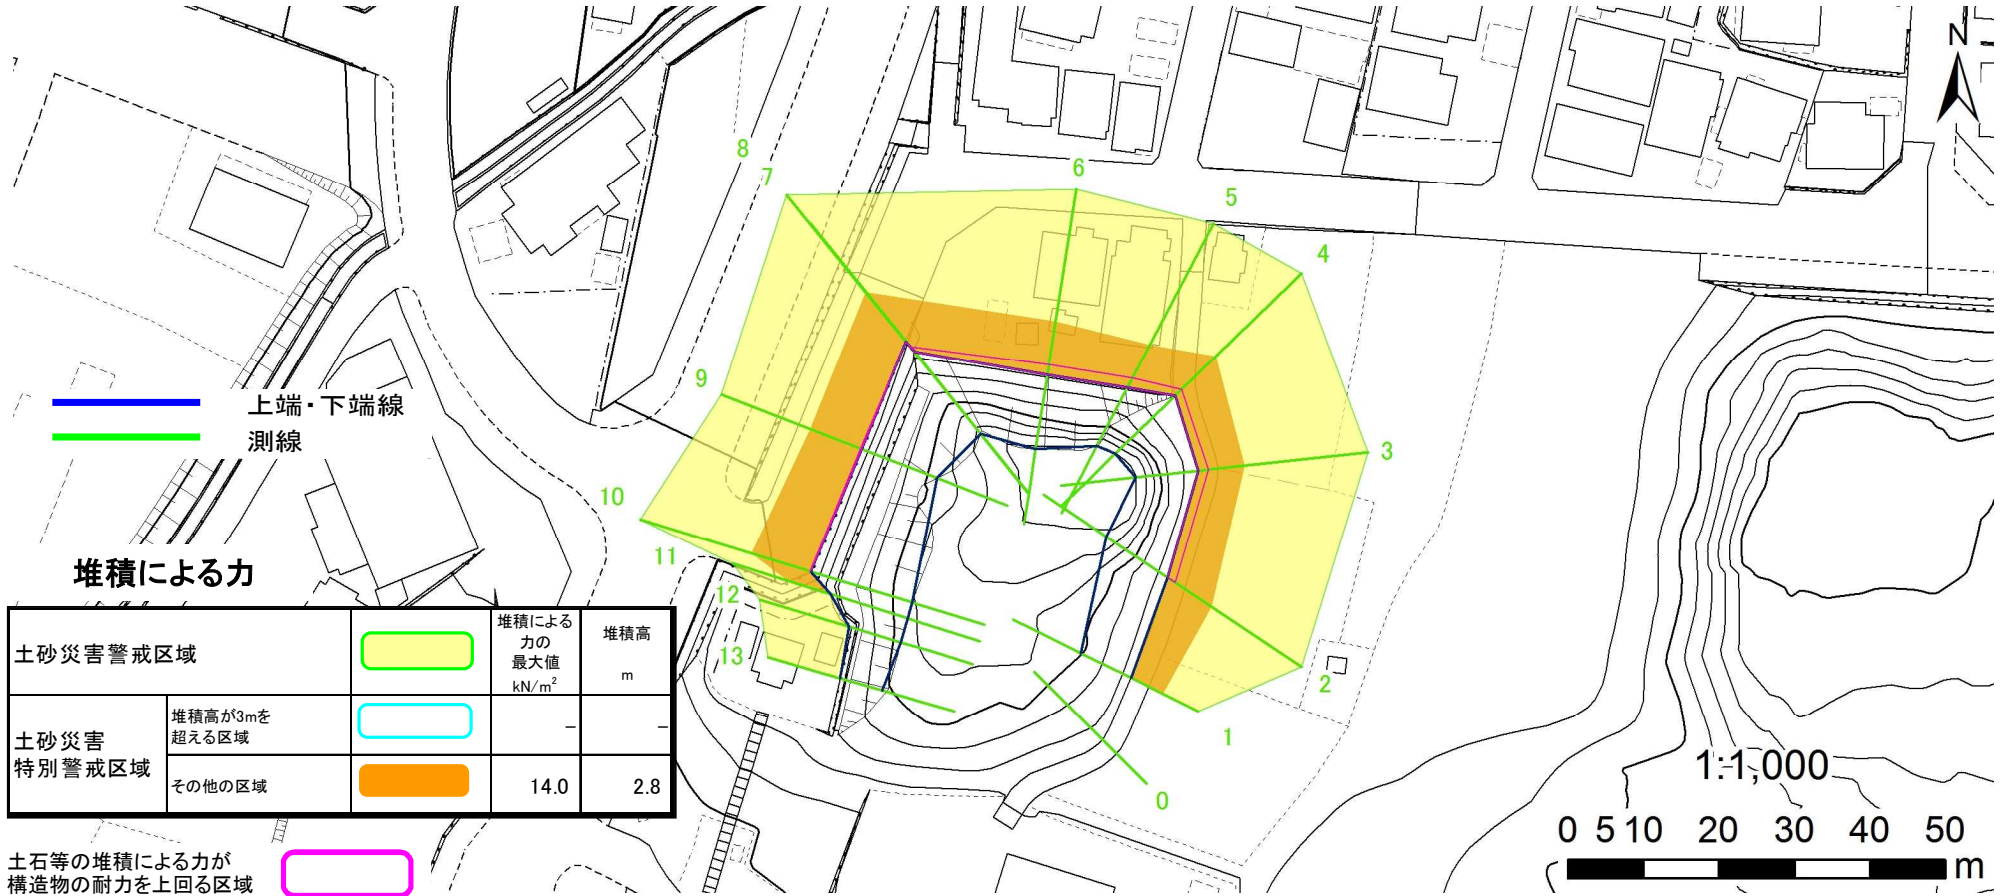 N
8
7
6
5
4
9
3
10
11
12
13
2
1
0
上端・下端線
測線
堆積による力
堆積による
力の
最大値
kN/m²
堆積高
m
土砂災害警戒区域
土砂災害
特別警戒区域
堆積高が3mを
超える区域
-
-
その他の区域
14.0
2.8
土石等の堆積による力が
構造物の耐力を上回る区域
1:1,000
0 5 10 20 30 40 50
m